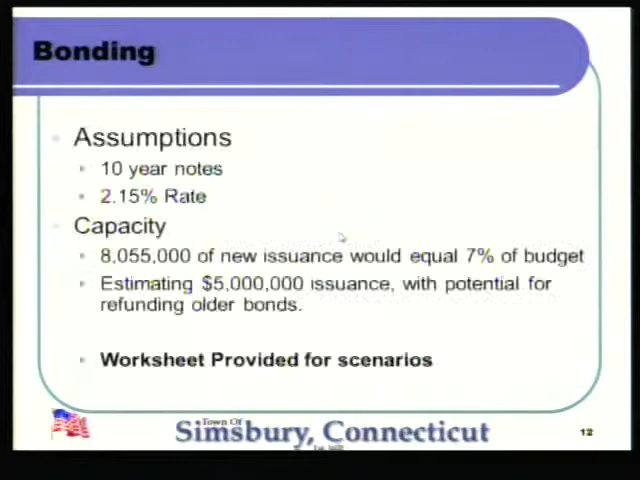 Bonding
Assumptions
10 year notes
2.15% Rate
Capacity
8,055,000 of new issuance would equal 7% of budget
Estimating $5,000,000 issuance, with potential for
refunding older bonds.
Worksheet Provided for scenarios
Town Of
Simsbury, Connecticut
12